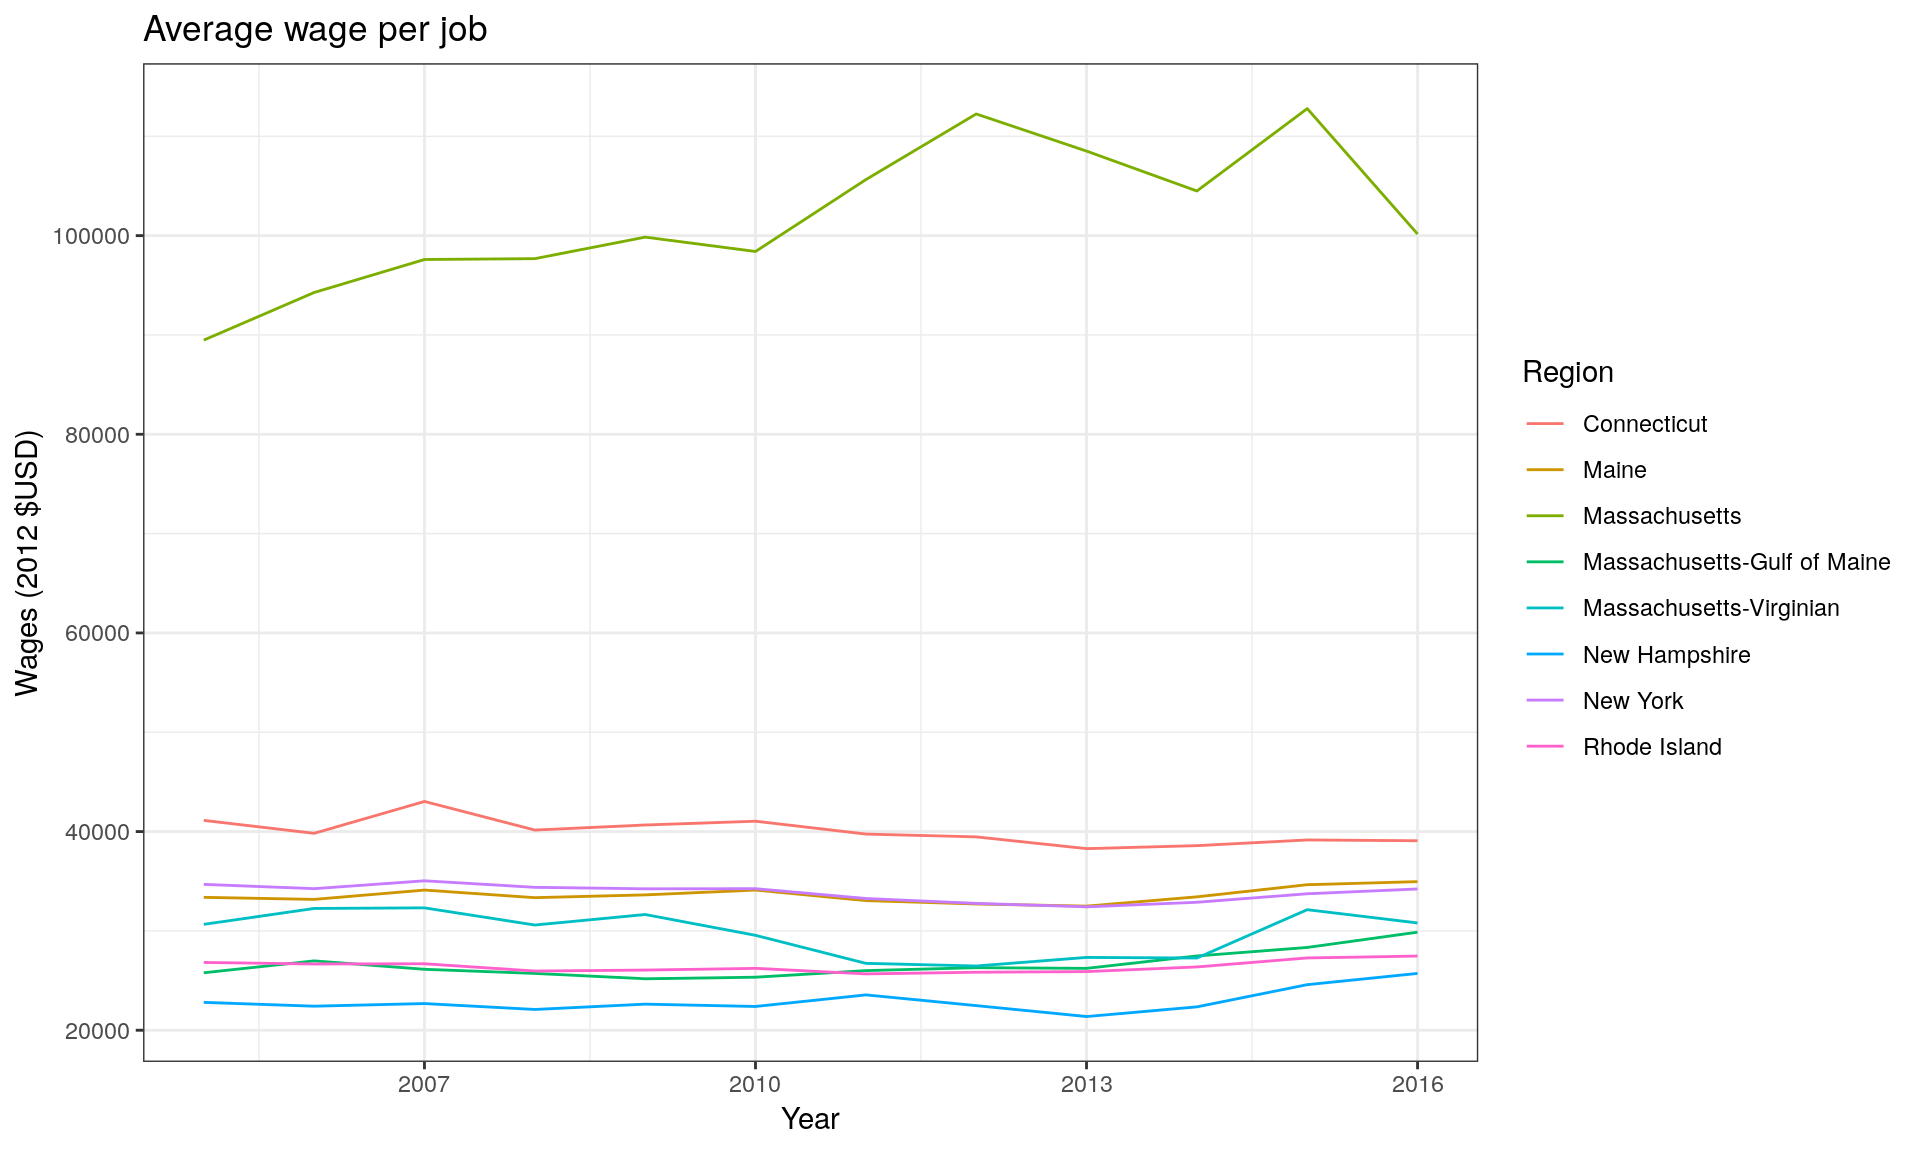 Average wage per job
Wages (2012 $USD)
100000
80000
60000
40000
20000
2007
2010
2013
2016
Year
Region
Connecticut
Maine
Massachusetts
Massachusetts-Gulf of Maine
Massachusetts-Virginian
New Hampshire
New York
Rhode Island